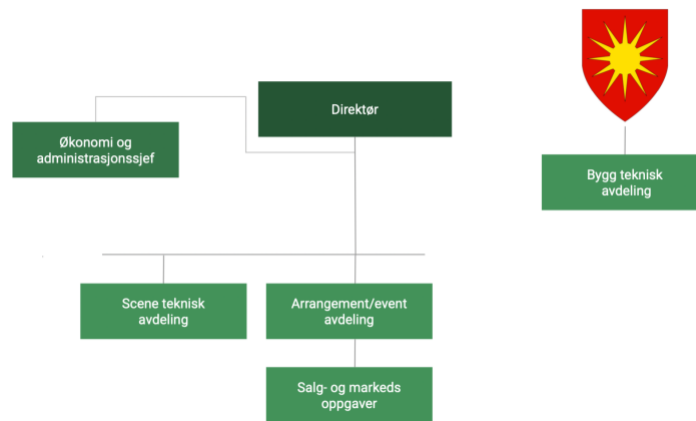 Direktør
Økonomi og
administrasjonssjef
Bygg teknisk
avdeling
Scene teknisk
avdeling
Arrangement/event
avdeling
Salg- og markeds
oppgaver